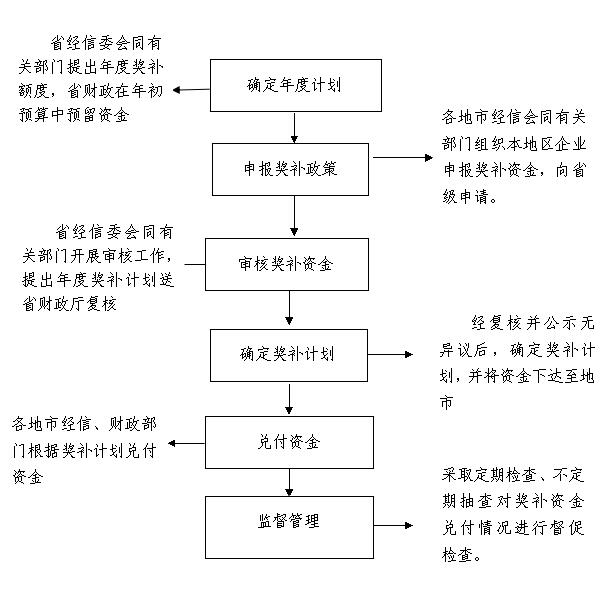 省经信委会同有
关部门提出年度奖补
额度，省财政在年初
预算中预留资金
确定年度计划
各地市经信会同有关
部门组织本地区企业
申报奖补资金，向省
级申请。
申报奖补政策
省经信委会同有
关部门开展审核工作，
提出年度奖补计划送
省财政厅复核
审核奖补资金
经复核并公示无
异议后，确定奖补计
划，并将资金下达至地
市
确定奖补计划
各地市经信、财政部
门根据奖补计划兑付
资金
兑付资金
采取定期检查、不定
期抽查对奖补资金
兑付情况进行督促
检查。
监督管理